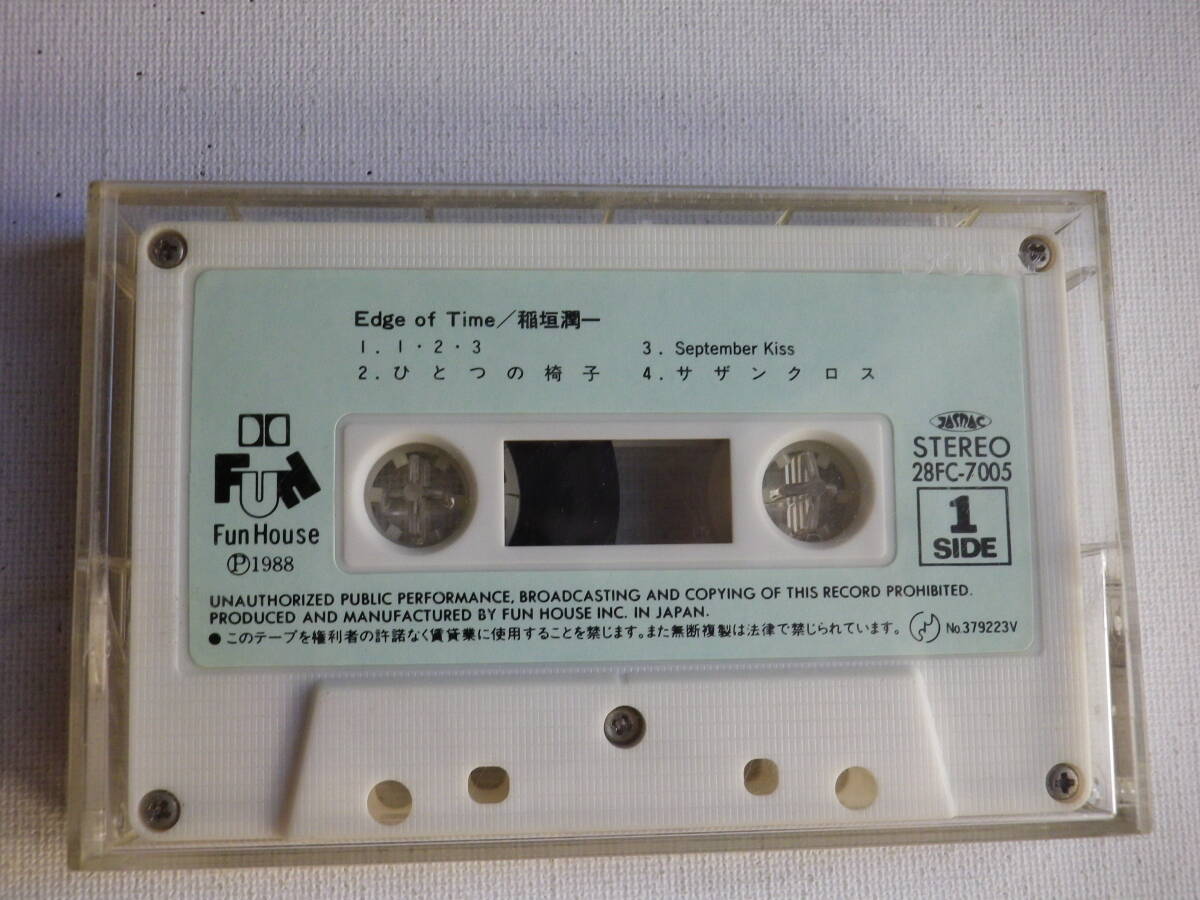 Edge of Time／稲垣潤一
1．1・2・3
2．ひとつの椅子
3．September Kiss
4．サザンクロス
Fun
Fun House
Ⓟ1988
JASRAC
STEREO
28FC-7005
1
SIDE
UNAUTHORIZED PUBLIC PERFORMANCE, BROADCASTING AND COPYING OF THIS RECORD PROHIBITED.
PRODUCED AND MANUFACTURED BY FUN HOUSE INC. IN JAPAN.
●このテープを権利者の許諾なく賃貸業に使用することを禁じます。また無断複製は法律で禁じられています。
No.379223V